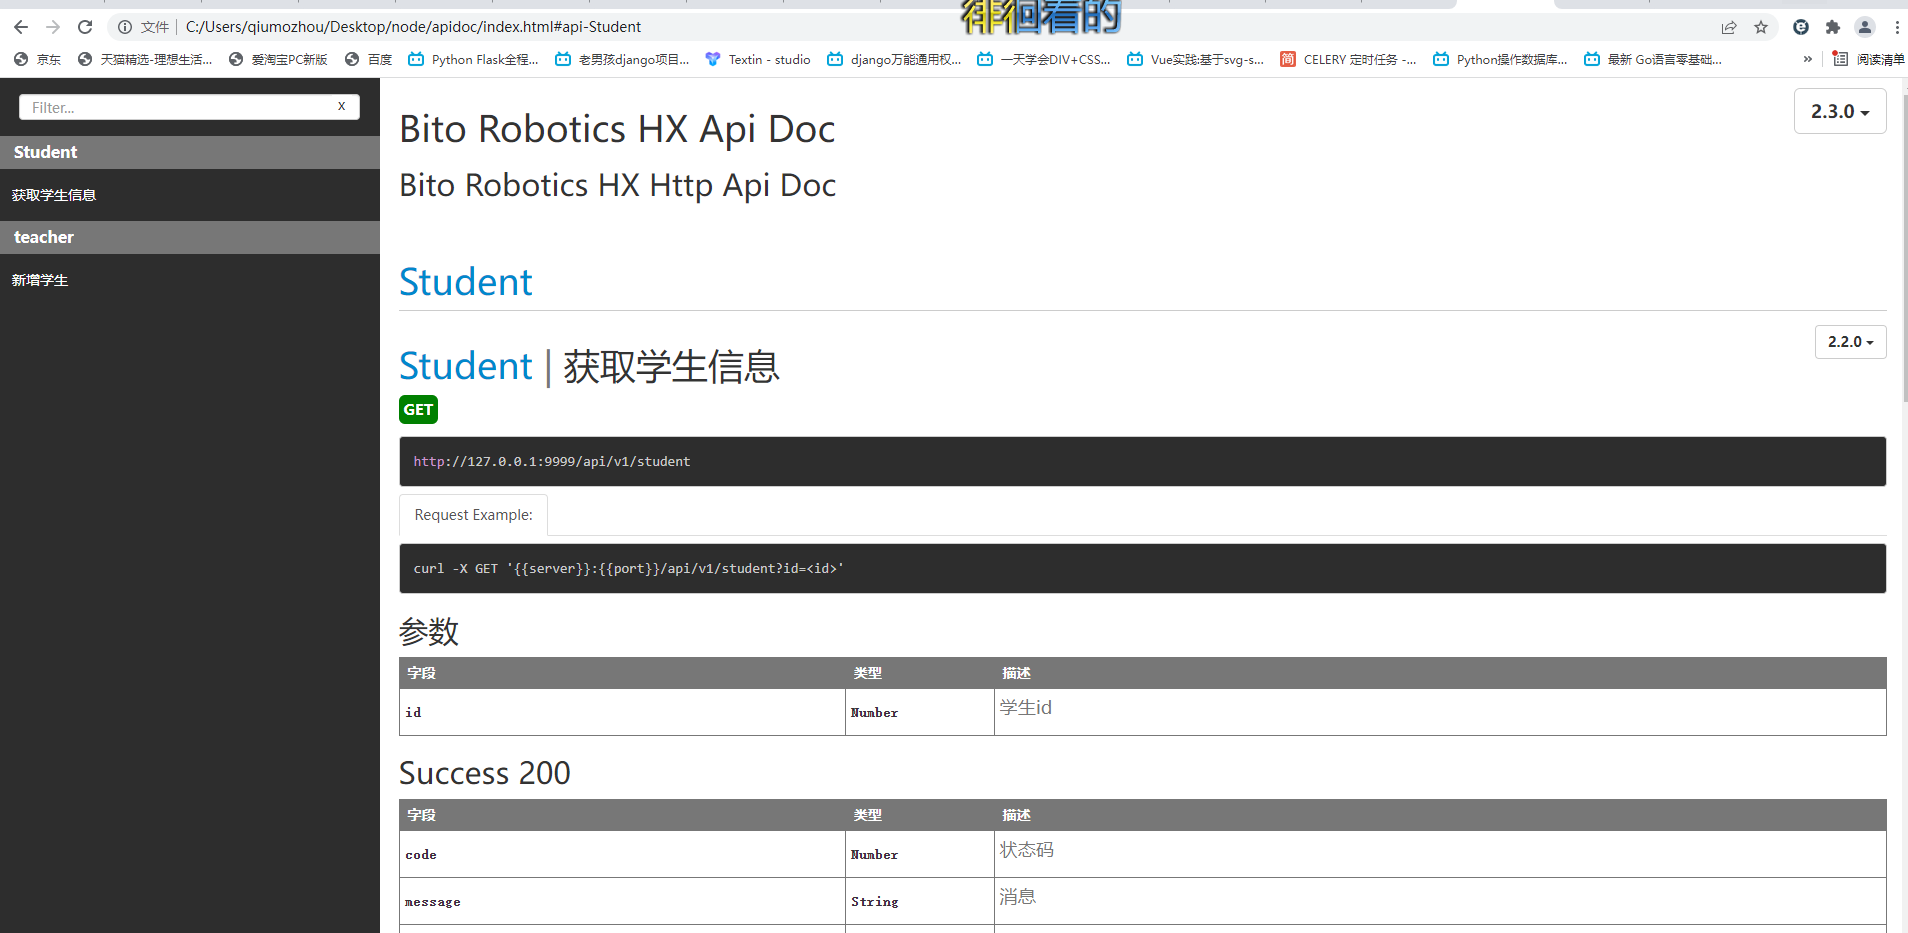 徘徊看的
文件 C:/Users/qiumozhou/Desktop/node/apidoc/index.html#api-Student
京东 天猫精选-理想生活... 爱淘宝PC新版 百度 Python Flask全程... 老男孩django项目... Textin - studio django万能通用权... 一天学会DIV+CSS... Vue实践:基于svg-s... 简 CELERY 定时任务 -... Python操作数据库... 最新 Go语言零基础... » 阅读清单
Filter... X
Student
获取学生信息
teacher
新增学生
2.3.0
Bito Robotics HX Api Doc
Bito Robotics HX Http Api Doc
Student
2.2.0
Student | 获取学生信息
GET
http://127.0.0.1:9999/api/v1/student
Request Example:
curl -X GET '{{server}}:{{port}}/api/v1/student?id=<id>'
参数
字段 类型 描述
id Number 学生id
Success 200
字段 类型 描述
code Number 状态码
message String 消息